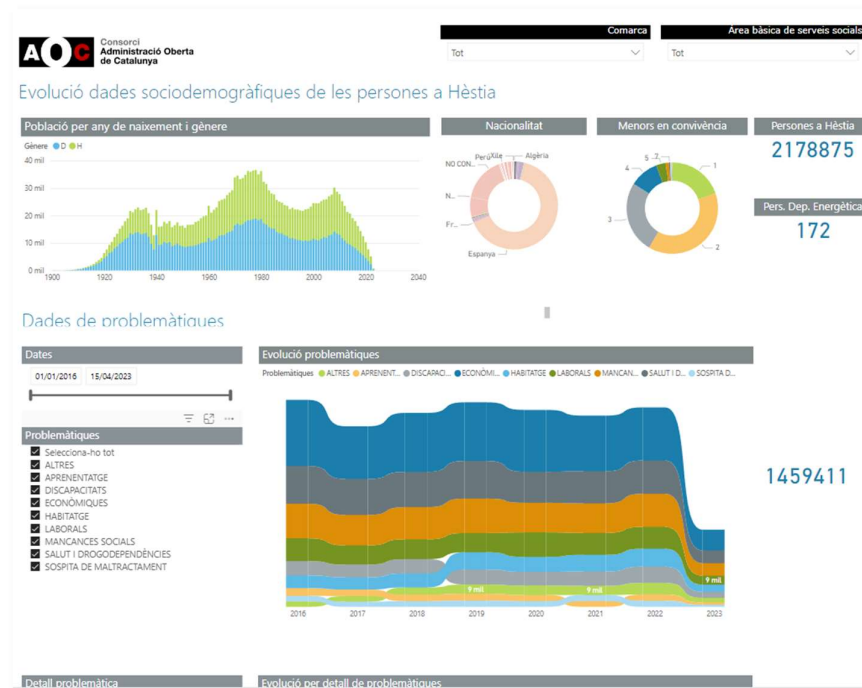 Comarca
Àrea bàsica de serveis socials
AOC
Consorci
Administració Oberta
de Catalunya
Tot
Tot
Evolució dades sociodemogràfiques de les persones a Hèstia
Població per any de naixement i gènere
Nacionalitat
Menors en convivència
Persones a Hèstia
Gènere D H
40 mil
30 mil
20 mil
10 mil
0 mil
1900 1920 1940 1960 1980 2000 2020 2040
NO CON... Perú Xile Algèria
N...
Fr...
Espanya
5 ...7... 1
4
3
2
2178875
Pers. Dep. Energètica
172
Dades de problemàtiques
Dates
01/01/2016 15/04/2023
Problemàtiques
Selecciona-ho tot
ALTRES
APRENENTATGE
DISCAPACITATS
ECONÒMIQUES
HABITATGE
LABORALS
MANCANCES SOCIALS
SALUT I DROGODEPENDÈNCIES
SOSPITA DE MALTRACTAMENT
Evolució problemàtiques
Problemàtiques ALTRES APRENENT... DISCAPACI... ECONÒMI... HABITATGE LABORALS MANCAN... SALUT I D... SOSPITA D...
9 mil
9 mil
9 mil
2016 2017 2018 2019 2020 2021 2022 2023
1459411
Detall problemàtica
Evolució per detall de problemàtiques